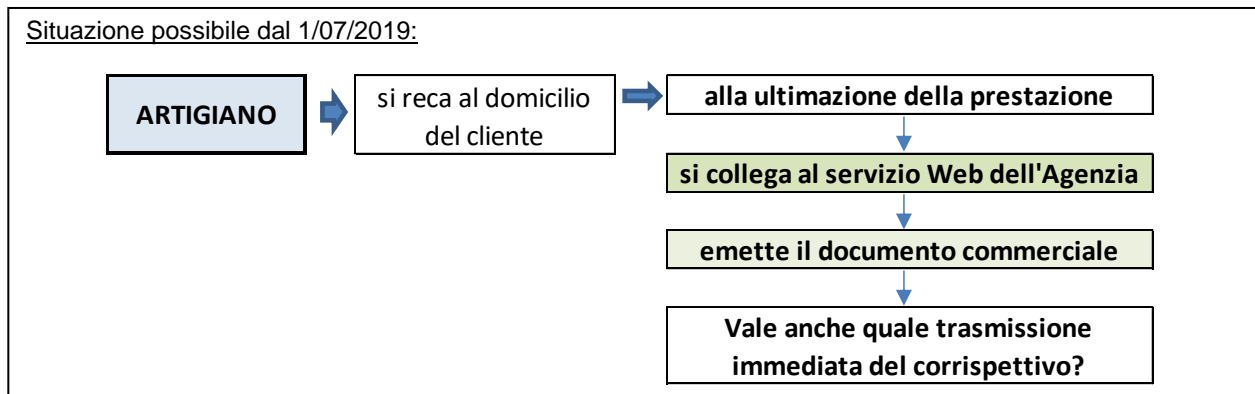 Situazione possibile dal 1/07/2019:
ARTIGIANO
si reca al domicilio
del cliente
alla ultimazione della prestazione
si collega al servizio Web dell'Agenzia
emette il documento commerciale
Vale anche quale trasmissione
immediata del corrispettivo?